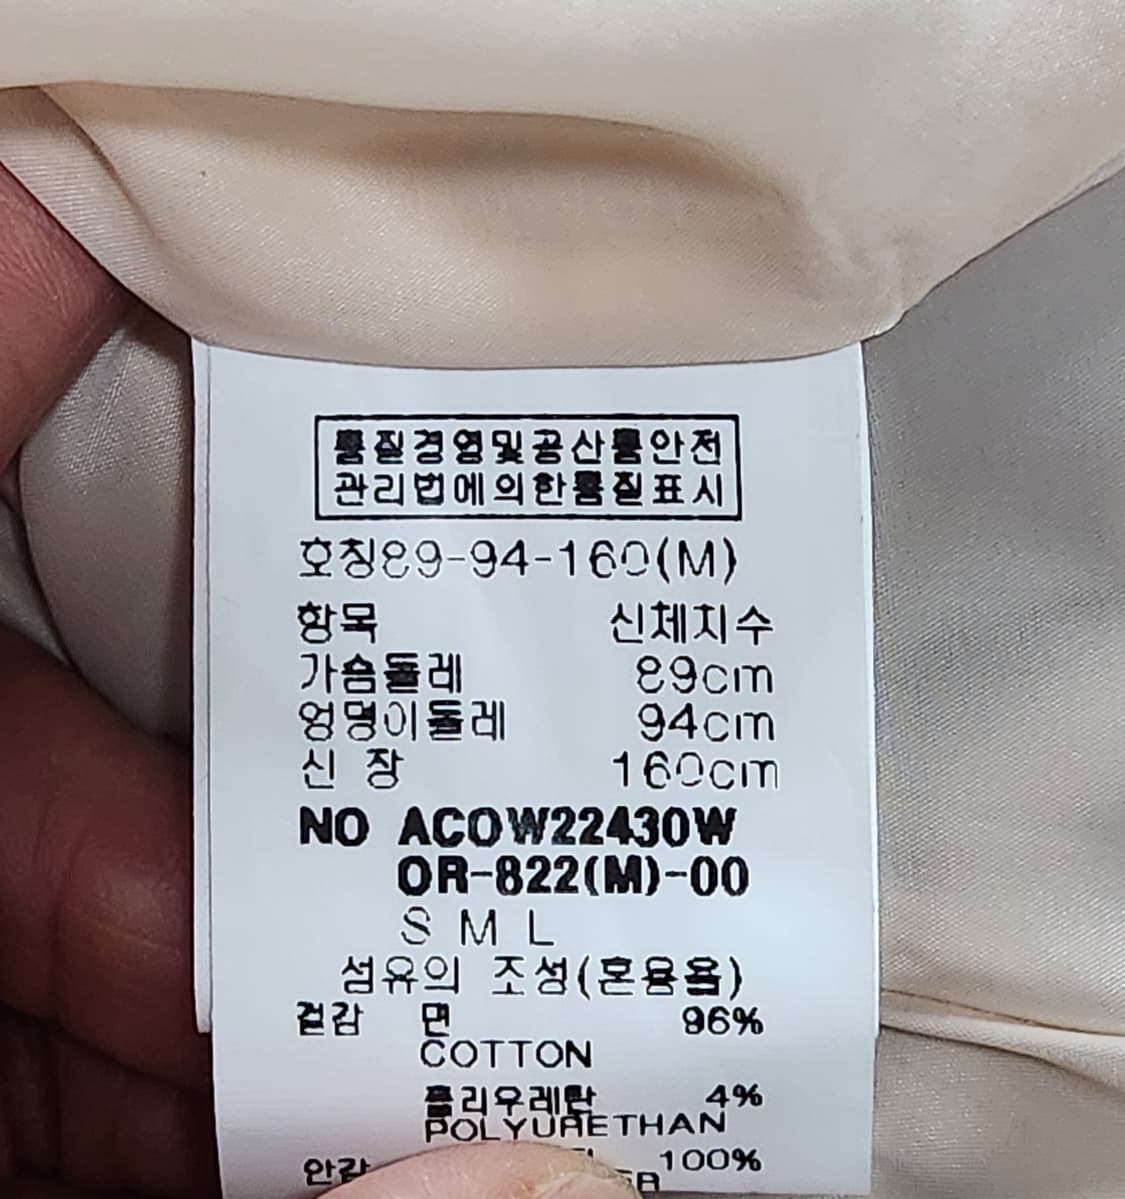 품질경영및공산품안전
관리법에의한품질표시
호칭89-94-160(M)
항목 신체치수
가슴둘레 89cm
엉덩이둘레 94cm
신 장 160cm
NO ACOW22430W
OR-822(M)-00
S M L
섬유의 조성(혼용율)
겉감 면 96%
COTTON
폴리우레탄 4%
POLYURETHAN
안감 100%